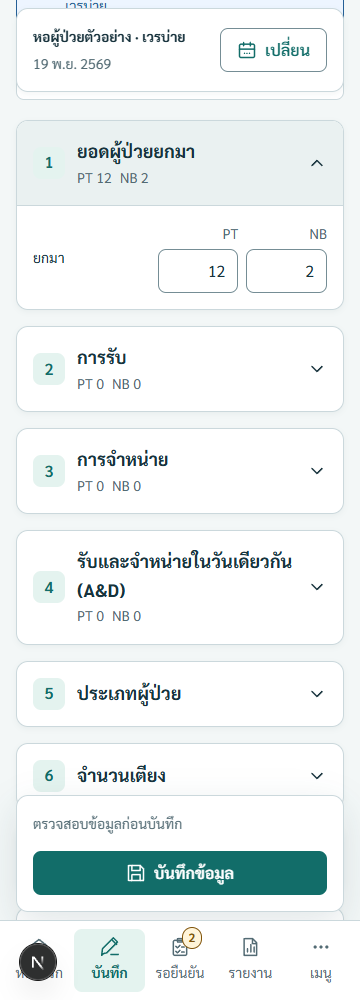 เวรบ่าย
หอผู้ป่วยตัวอย่าง · เวรบ่าย
19 พ.ย. 2569
เปลี่ยน
1
ยอดผู้ป่วยยกมา
PT 12 NB 2
PT NB
ยกมา
12 2
2
การรับ
PT 0 NB 0
3
การจำหน่าย
PT 0 NB 0
4
รับและจำหน่ายในวันเดียวกัน
(A&D)
PT 0 NB 0
5
ประเภทผู้ป่วย
6
จำนวนเตียง
ตรวจสอบข้อมูลก่อนบันทึก
บันทึกข้อมูล
N
บันทึก
2
รอยืนยัน
รายงาน
เมนู